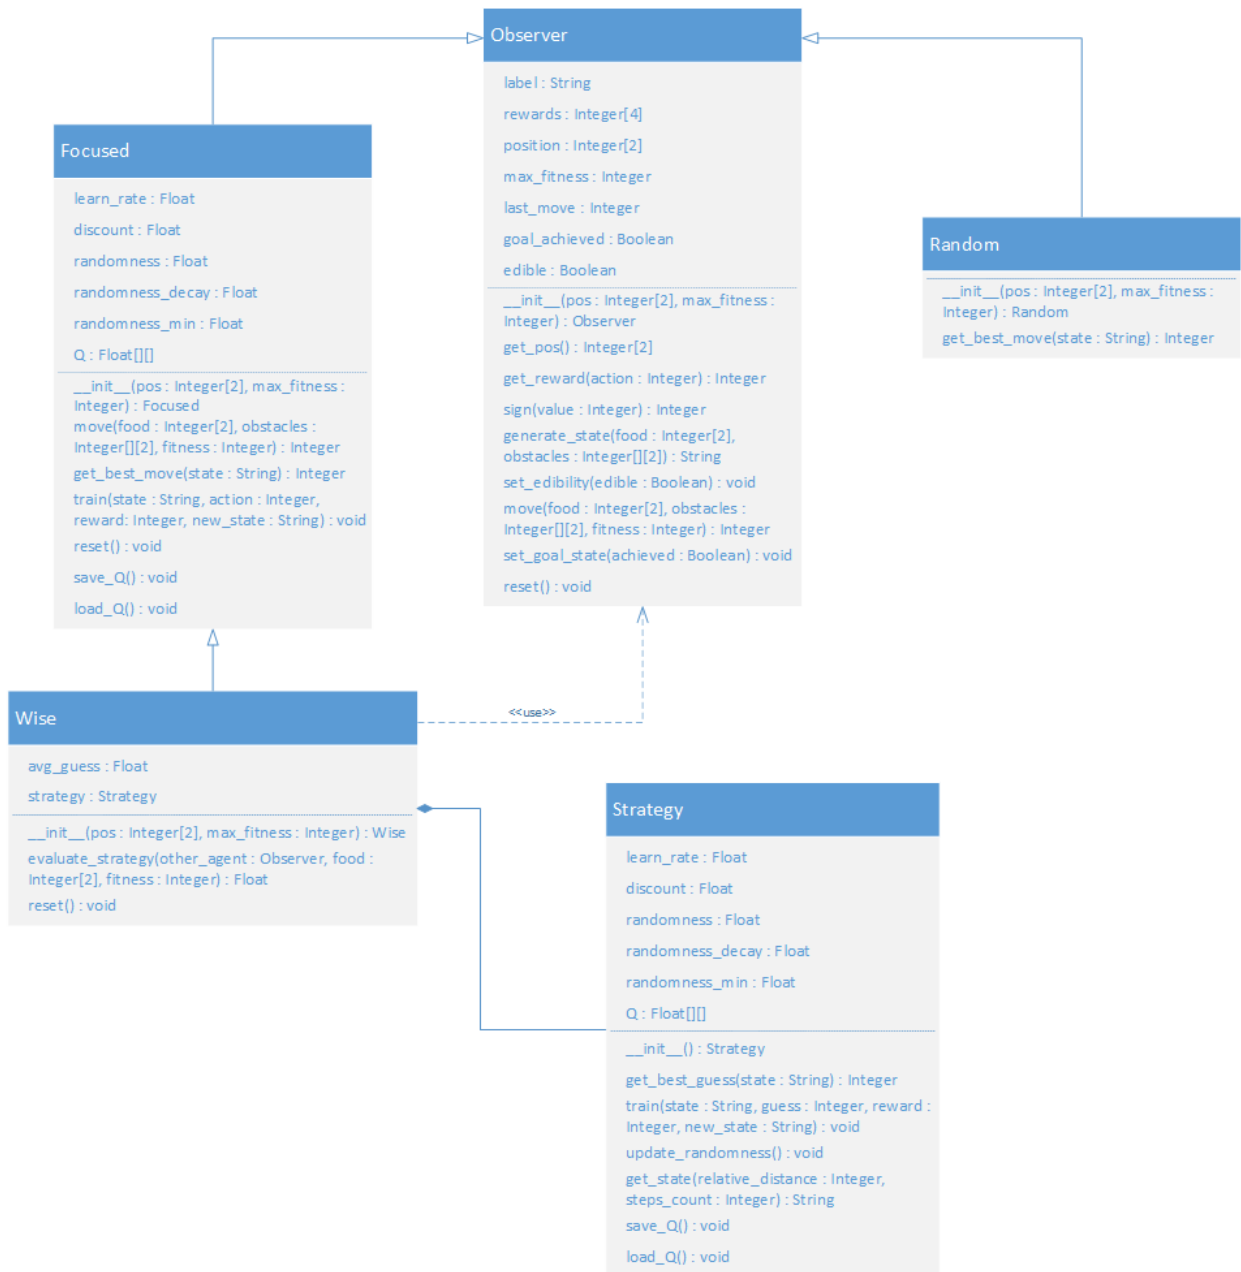 Observer
label : String
rewards : Integer[4]
position : Integer[2]
max_fitness : Integer
last_move : Integer
goal_achieved : Boolean
edible : Boolean
__init__(pos : Integer[2], max_fitness :
Integer) : Observer
get_pos() : Integer[2]
get_reward(action : Integer) : Integer
sign(value : Integer) : Integer
generate_state(food : Integer[2],
obstacles : Integer[][2]) : String
set_edibility(edible : Boolean) : void
move(food : Integer[2], obstacles :
Integer[][2], fitness : Integer) : Integer
set_goal_state(achieved : Boolean) : void
reset() : void
Focused
learn_rate : Float
discount : Float
randomness : Float
randomness_decay : Float
randomness_min : Float
Q : Float[][]
__init__(pos : Integer[2], max_fitness :
Integer) : Focused
move(food : Integer[2], obstacles :
Integer[][2], fitness : Integer) : Integer
get_best_move(state : String) : Integer
train(state : String, action : Integer,
reward: Integer, new_state : String) : void
reset() : void
save_Q() : void
load_Q() : void
Random
__init__(pos : Integer[2], max_fitness :
Integer) : Random
get_best_move(state : String) : Integer
Wise
avg_guess : Float
strategy : Strategy
__init__(pos : Integer[2], max_fitness : Integer) : Wise
evaluate_strategy(other_agent : Observer, food :
Integer[2], fitness : Integer) : Float
reset() : void
<<use>>
Strategy
learn_rate : Float
discount : Float
randomness : Float
randomness_decay : Float
randomness_min : Float
Q : Float[][]
__init__() : Strategy
get_best_guess(state : String) : Integer
train(state : String, guess : Integer, reward :
Integer, new_state : String) : void
update_randomness() : void
get_state(relative_distance : Integer,
steps_count : Integer) : String
save_Q() : void
load_Q() : void